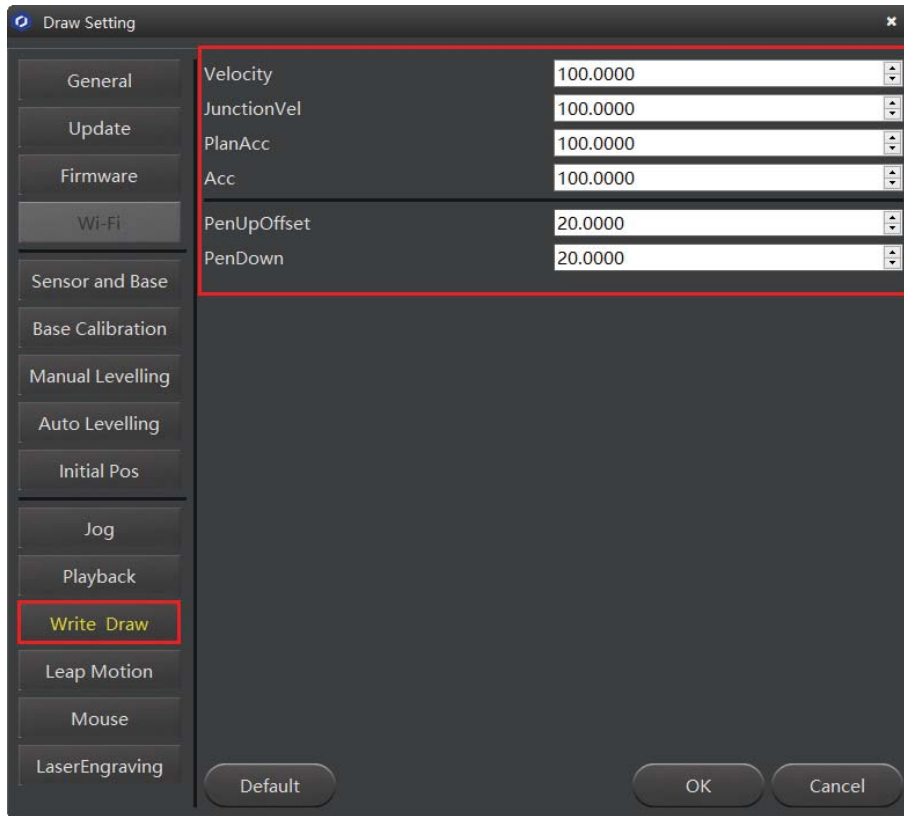 Draw Setting
General
Update
Firmware
Wi-Fi
Sensor and Base
Base Calibration
Manual Levelling
Auto Levelling
Initial Pos
Jog
Playback
Write Draw
Leap Motion
Mouse
LaserEngraving
Velocity 100.0000
JunctionVel 100.0000
PlanAcc 100.0000
Acc 100.0000
PenUpOffset 20.0000
PenDown 20.0000
Default OK Cancel